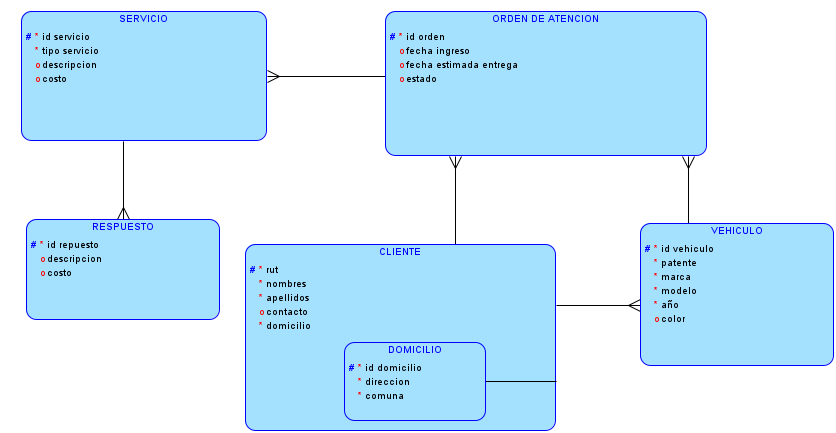 SERVICIO
# * id servicio
* tipo servicio
o descripcion
o costo
ORDEN DE ATENCION
# * id orden
o fecha ingreso
o fecha estimada entrega
o estado
RESPUESTO
# * id repuesto
o descripcion
o costo
CLIENTE
# * rut
* nombres
* apellidos
o contacto
* domicilio
DOMICILIO
# * id domicilio
* direccion
* comuna
VEHICULO
# * id vehiculo
* patente
* marca
* modelo
* año
o color